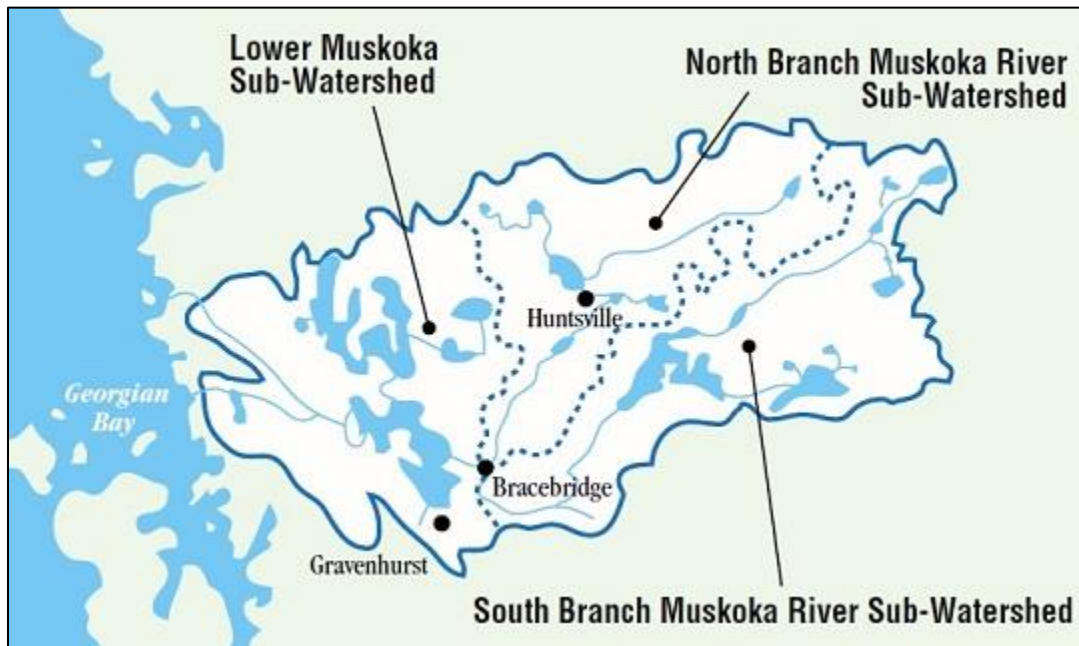 Lower Muskoka
Sub-Watershed
North Branch Muskoka River
Sub-Watershed
Huntsville
Georgian
Bay
Bracebridge
Gravenhurst
South Branch Muskoka River Sub-Watershed